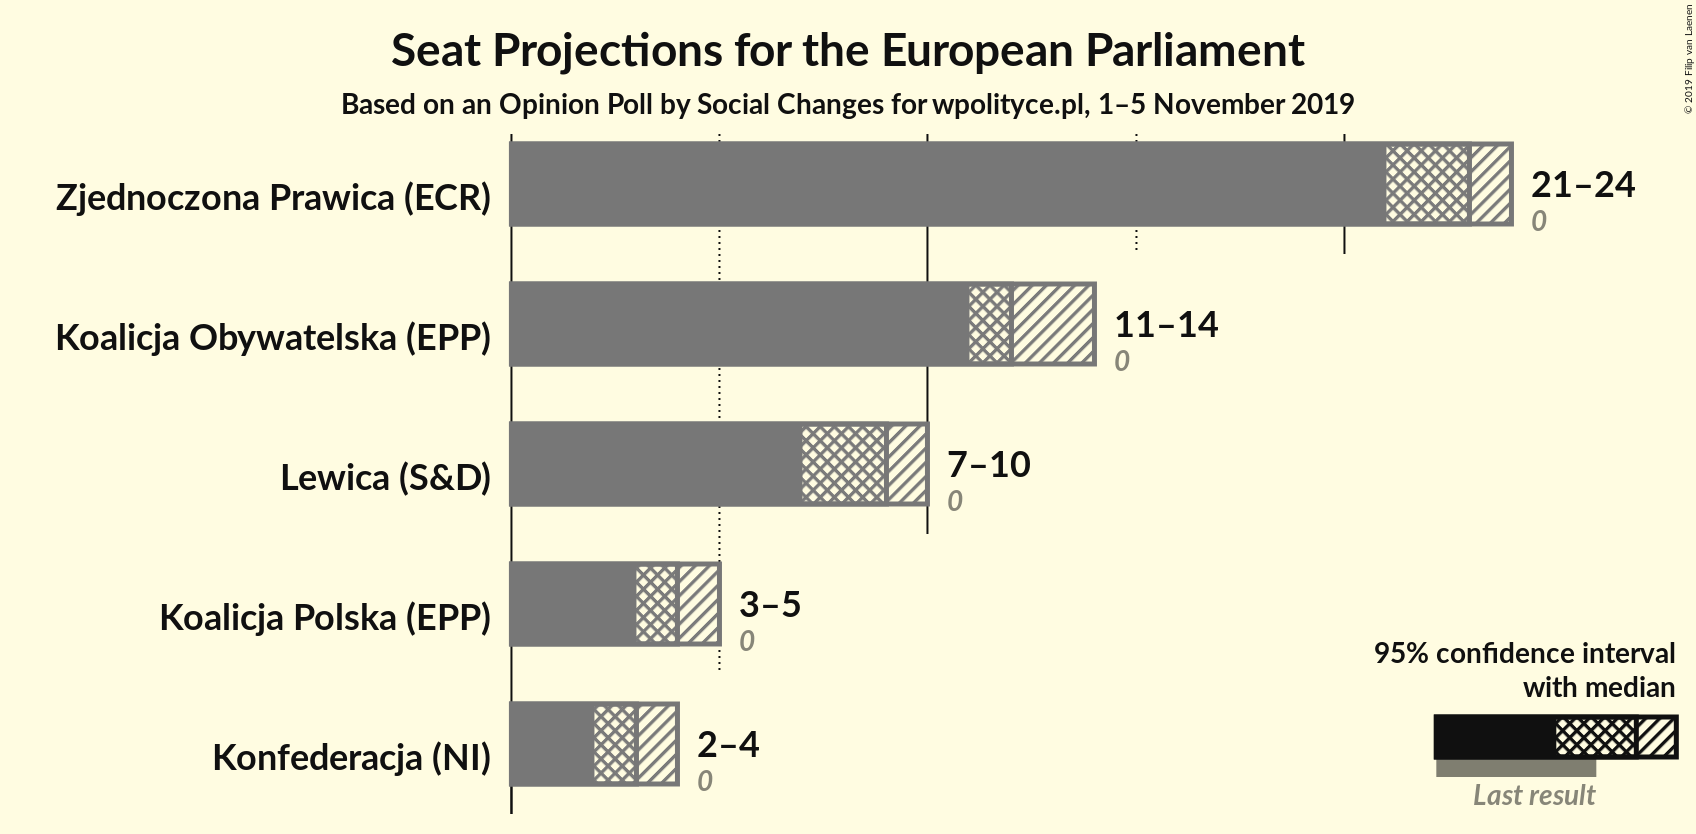 Seat Projections for the European Parliament
Based on an Opinion Poll by Social Changes for wpolityce.pl, 1–5 November 2019
© 2019 Filip van Laenen
Zjednoczona Prawica (ECR)
21–24
0
Koalicja Obywatelska (EPP)
11–14
0
Lewica (S&D)
7–10
0
Koalicja Polska (EPP)
3–5
0
Konfederacja (NI)
2–4
0
95% confidence interval
with median
Last result